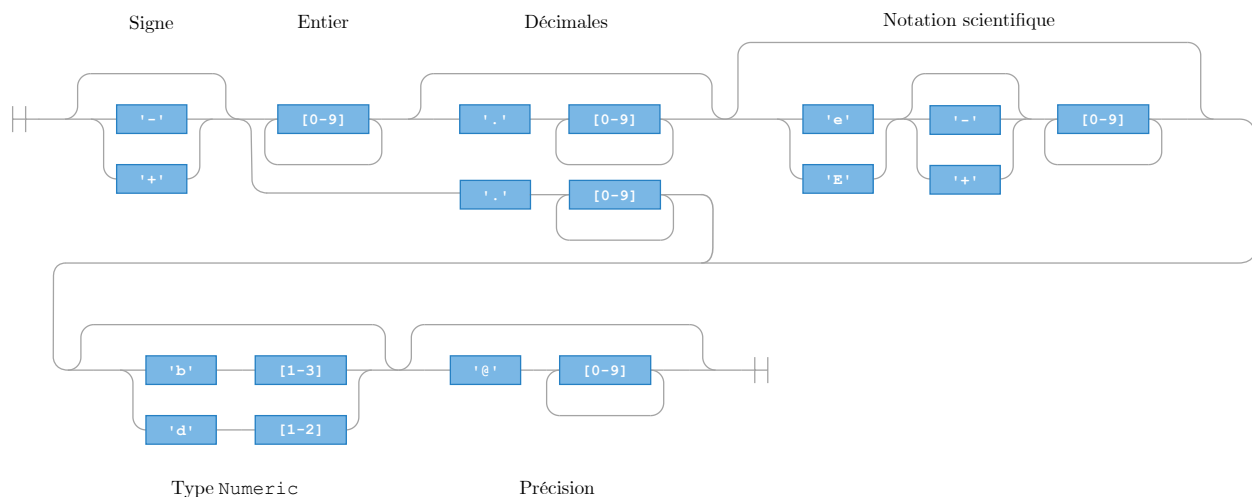 Signe Entier Décimales Notation scientifique
'-' [0-9] '.' [0-9] 'e' '-' [0-9]
'+' '.' [0-9] 'E' '+'
'b' [1-3] '@' [0-9]
'd' [1-2]
Type Numeric Précision